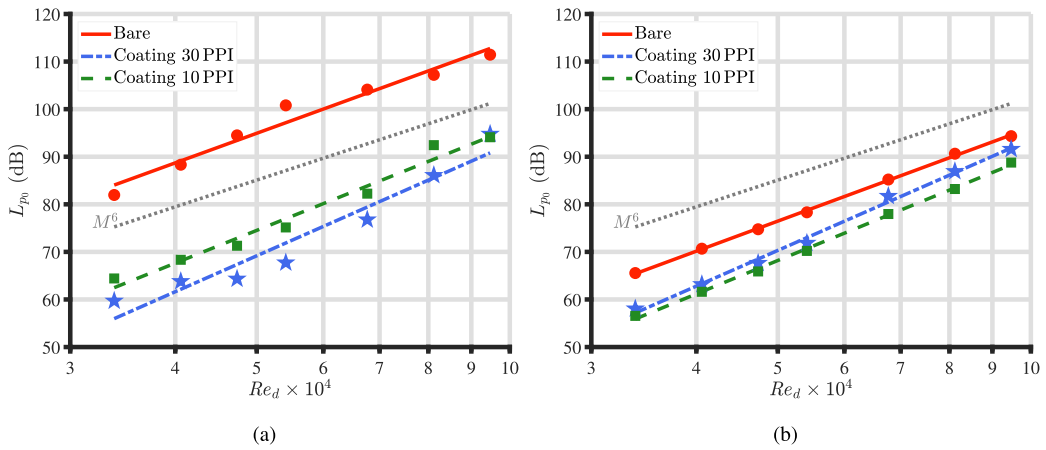 120
110
100
90
80
70
60
50
L_{p_0} (dB)
Bare
Coating 30 PPI
Coating 10 PPI
M^6
3 4 5 6 7 8 9 10
Re_d × 10^4
(a)
120
110
100
90
80
70
60
50
L_{p_0} (dB)
Bare
Coating 30 PPI
Coating 10 PPI
M^6
3 4 5 6 7 8 9 10
Re_d × 10^4
(b)